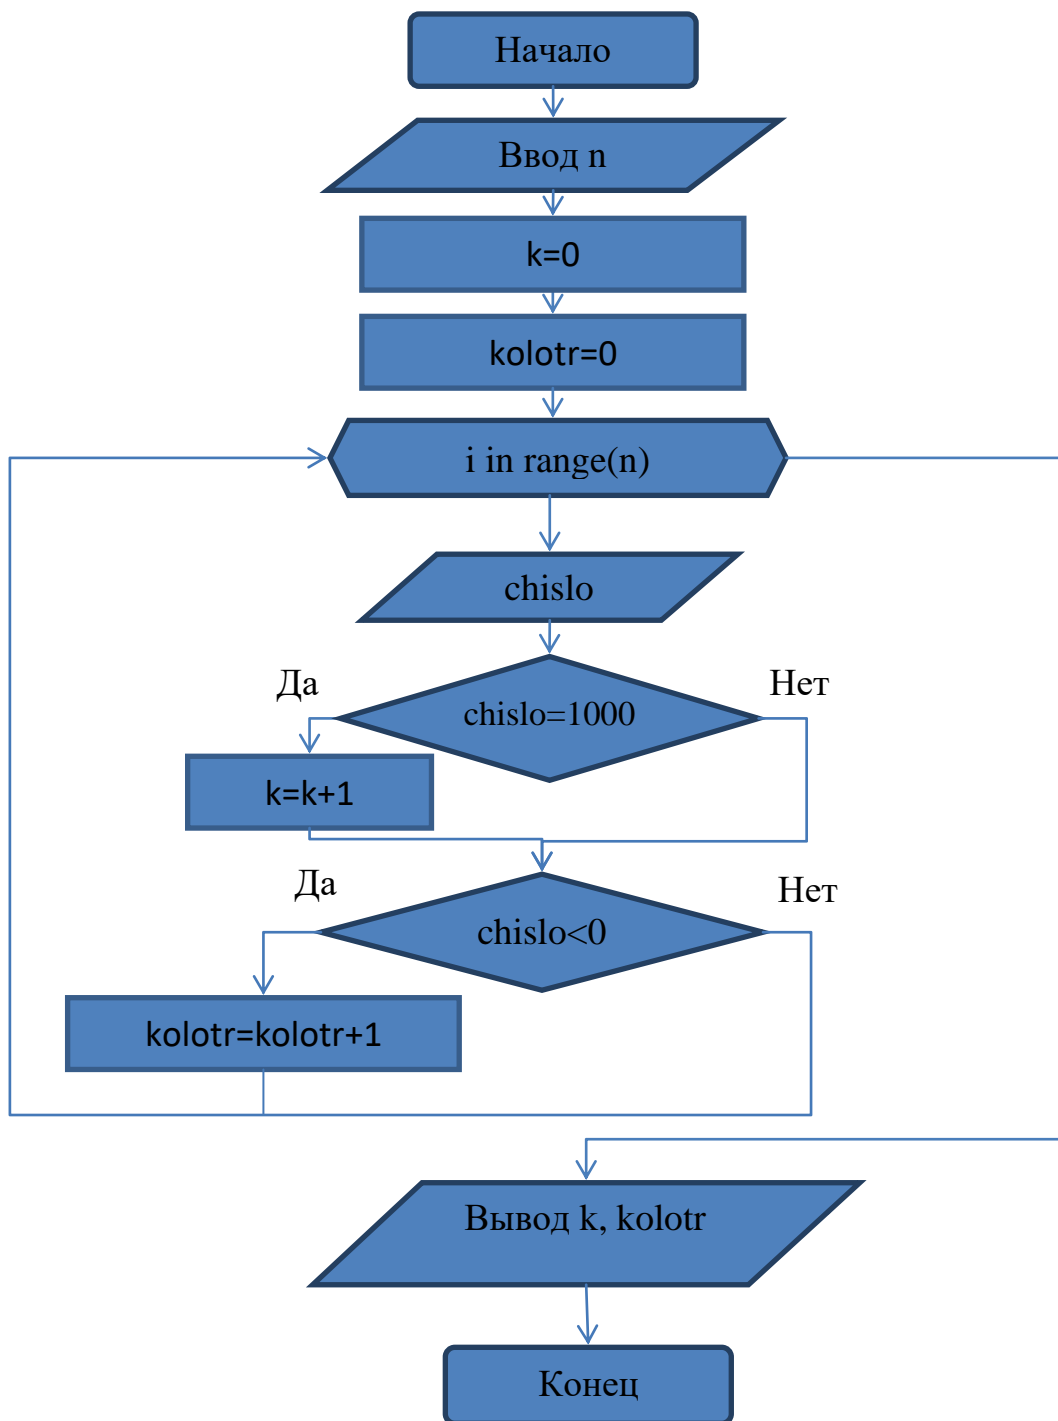 Начало
Ввод n
k=0
kolotr=0
i in range(n)
chislo
Да
Нет
chislo=1000
k=k+1
Да
Нет
chislo<0
kolotr=kolotr+1
Вывод k, kolotr
Конец